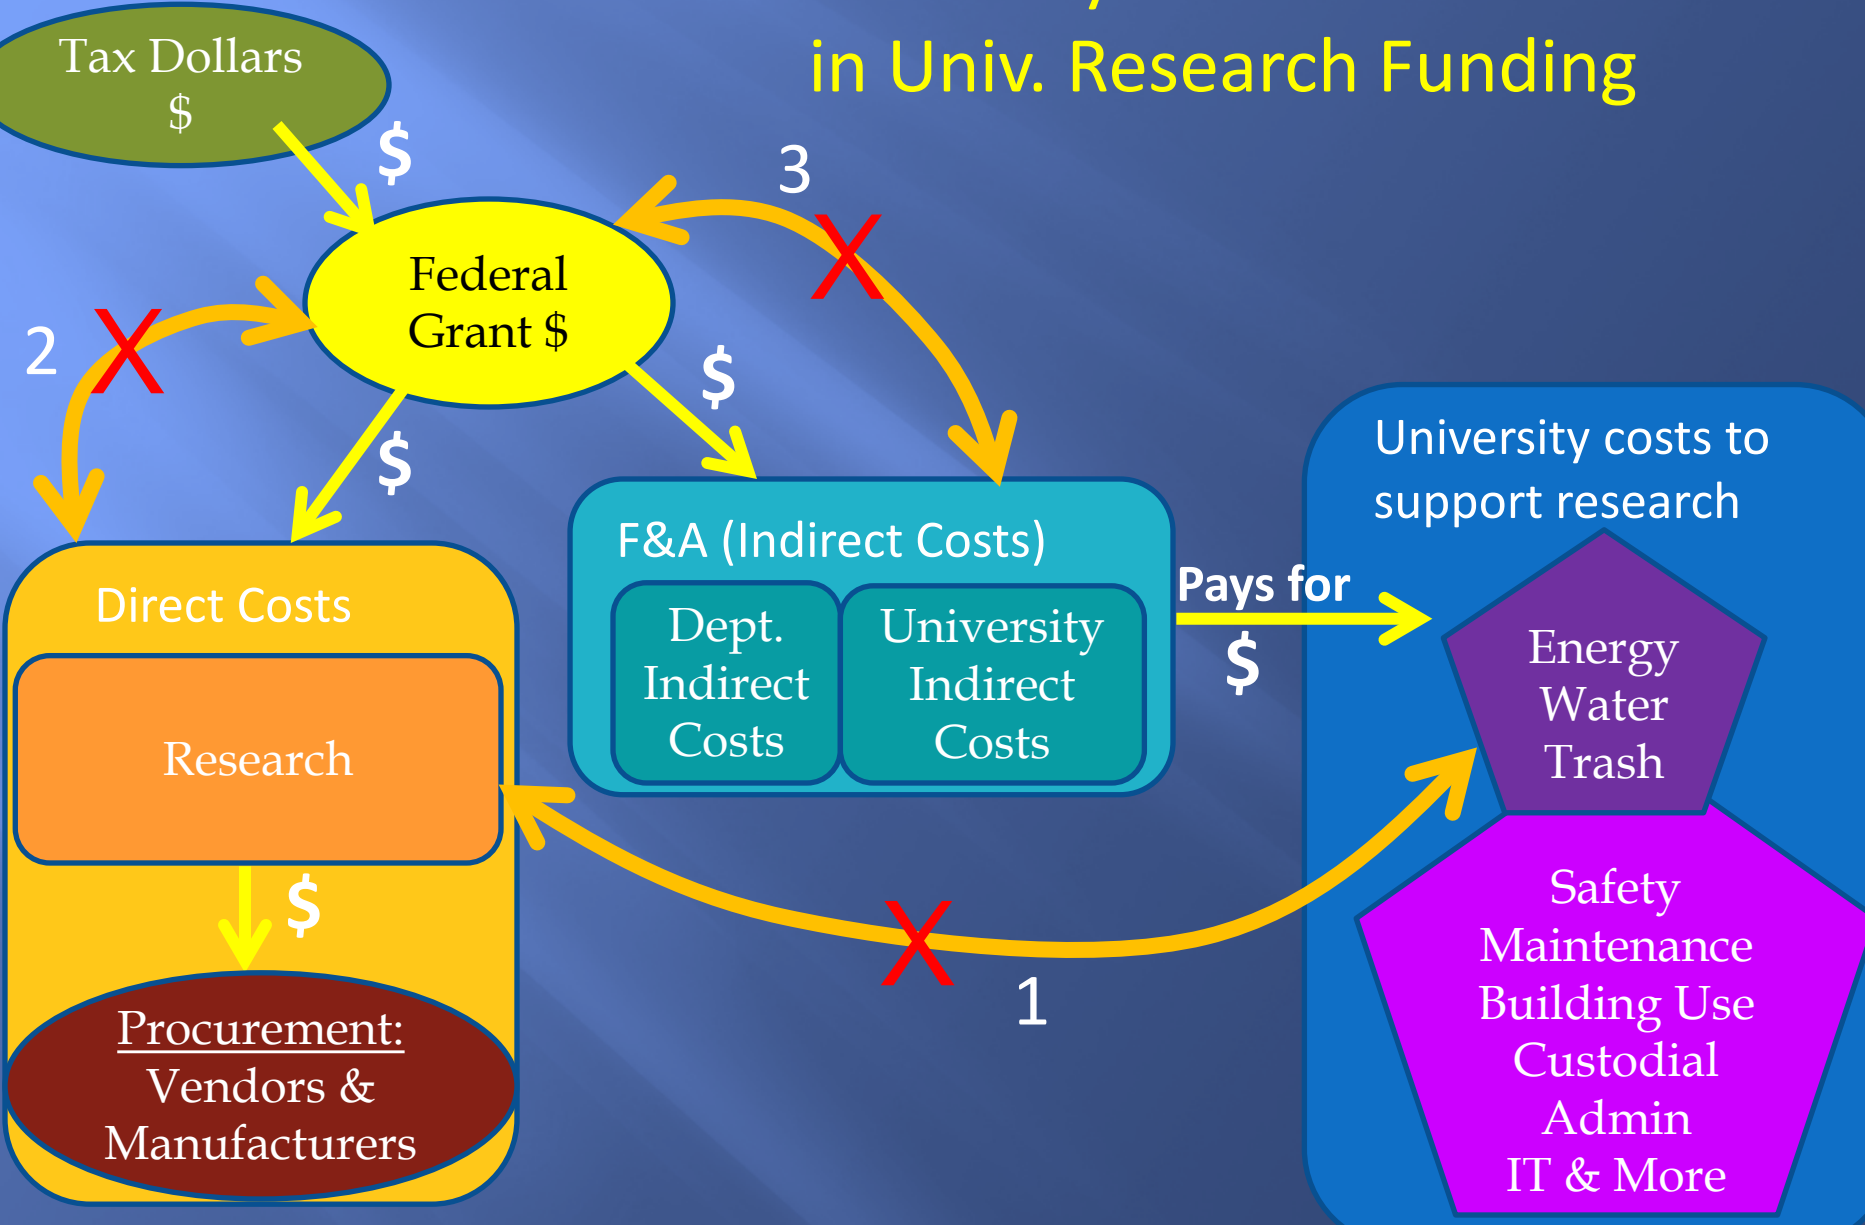 in Univ. Research Funding
Tax Dollars
$
$
3
Federal
Grant $
2
X
X
$
$
University costs to
support research
F&A (Indirect Costs)
Direct Costs
Dept.
Indirect
Costs
University
Indirect
Costs
Pays for
$
Energy
Water
Trash
Research
$
X
1
Safety
Maintenance
Building Use
Custodial
Admin
IT & More
Procurement:
Vendors &
Manufacturers